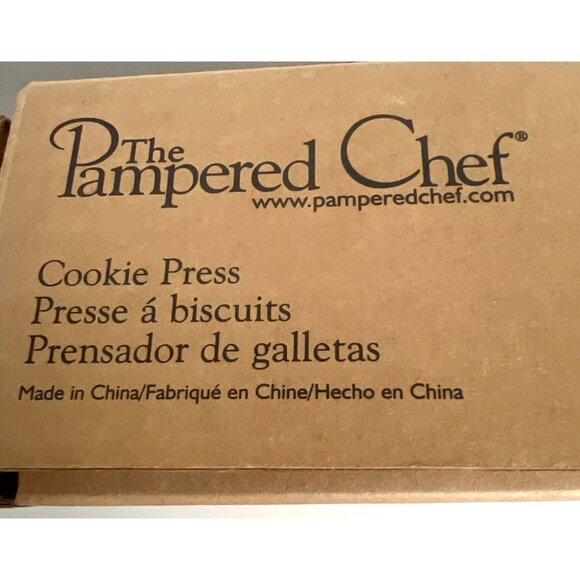 The
Pampered Chef®
www.pamperedchef.com
Cookie Press
Presse á biscuits
Prensador de galletas
Made in China/Fabriqué en Chine/Hecho en China